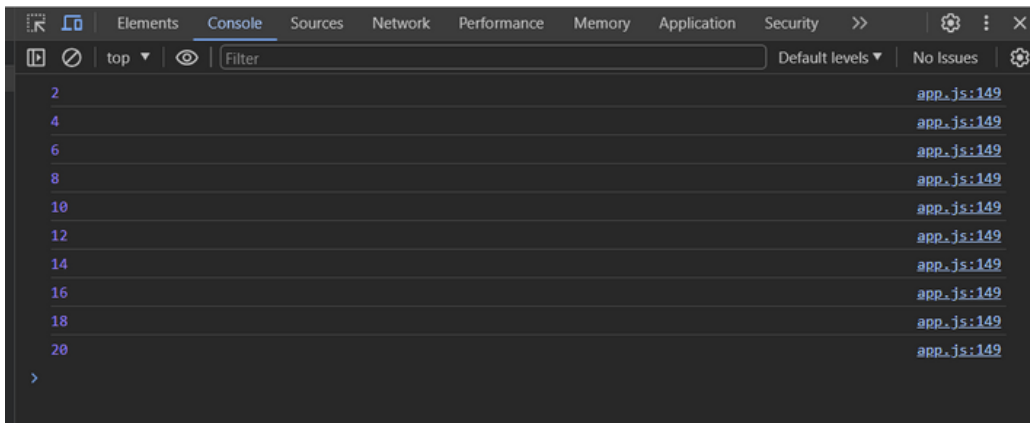 Elements Console Sources Network Performance Memory Application Security
top Filter Default levels No Issues
2 app.js:149
4 app.js:149
6 app.js:149
8 app.js:149
10 app.js:149
12 app.js:149
14 app.js:149
16 app.js:149
18 app.js:149
20 app.js:149